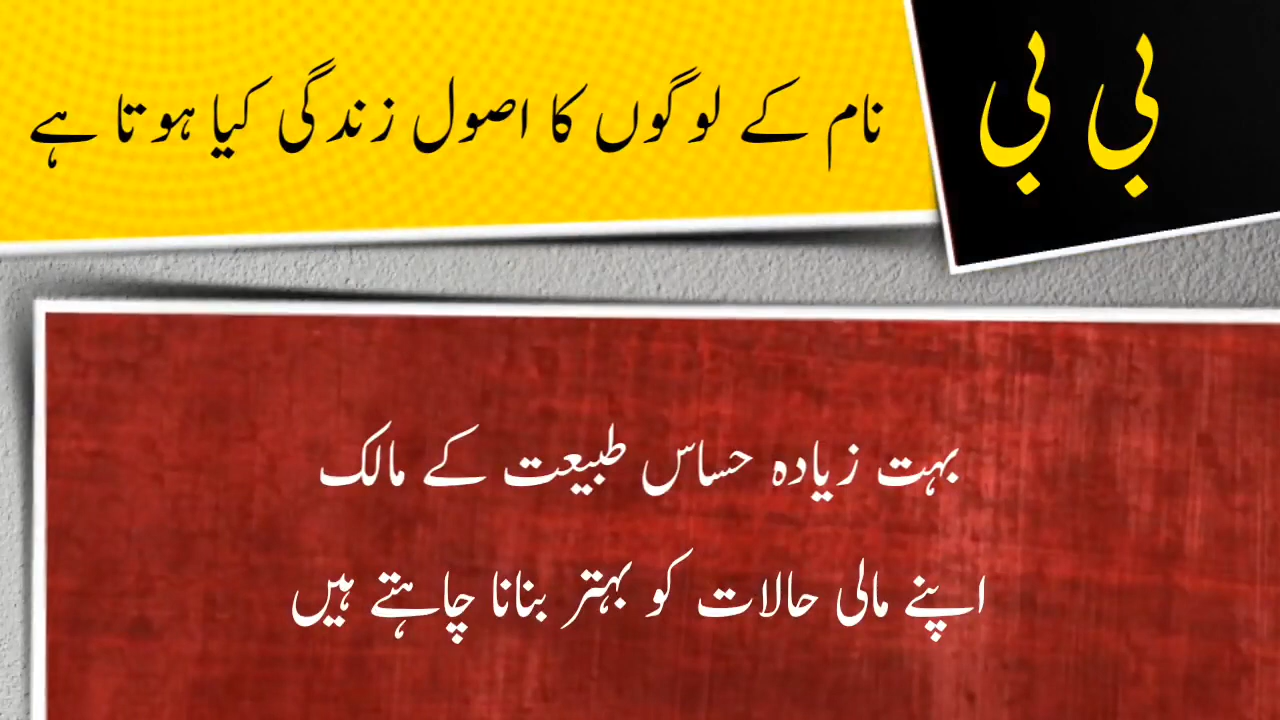 بی بی
نام کے لوگوں کا اصول زندگی کیا ہوتا ہے
بہت زیادہ حساس طبیعت کے مالک
اپنے مالی حالات کو بہتر بنانا چاہتے ہیں